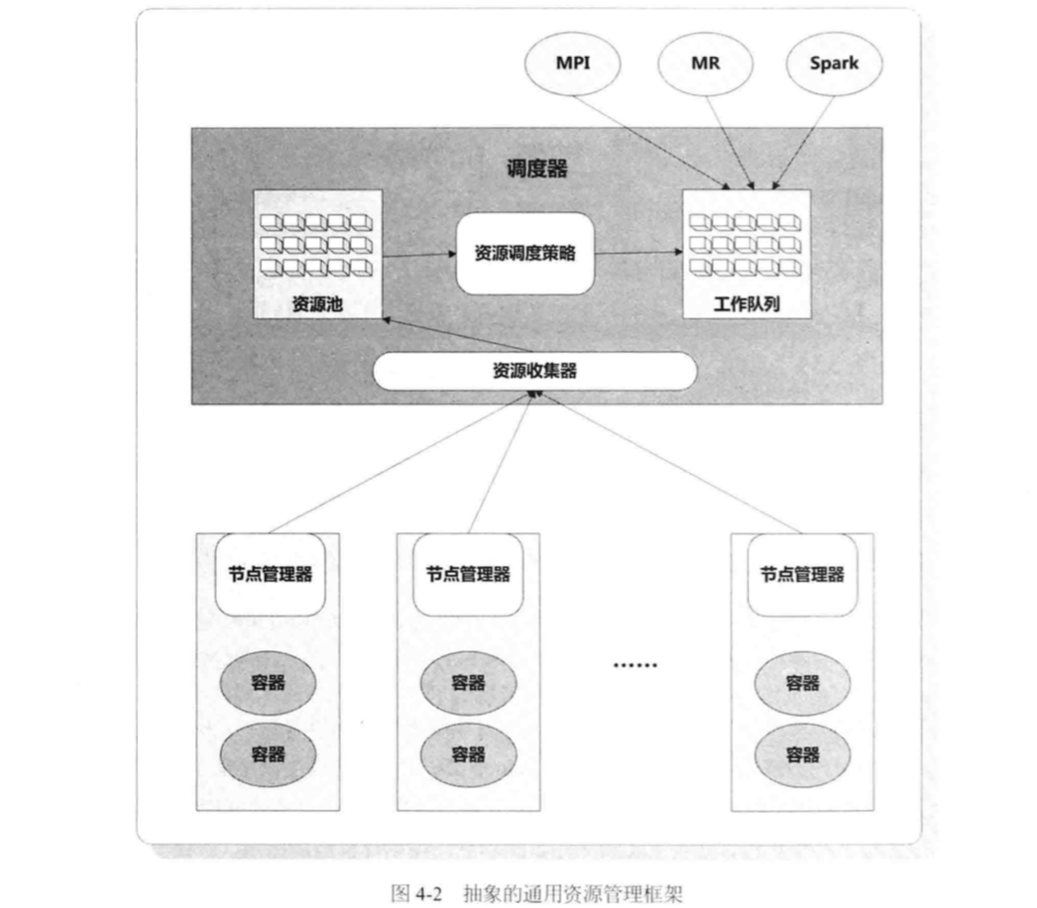 MPI MR Spark
调度器
资源调度策略
资源池 工作队列
资源收集器
节点管理器 节点管理器 节点管理器
……
容器 容器 容器
容器 容器 容器
图 4-2 抽象的通用资源管理框架